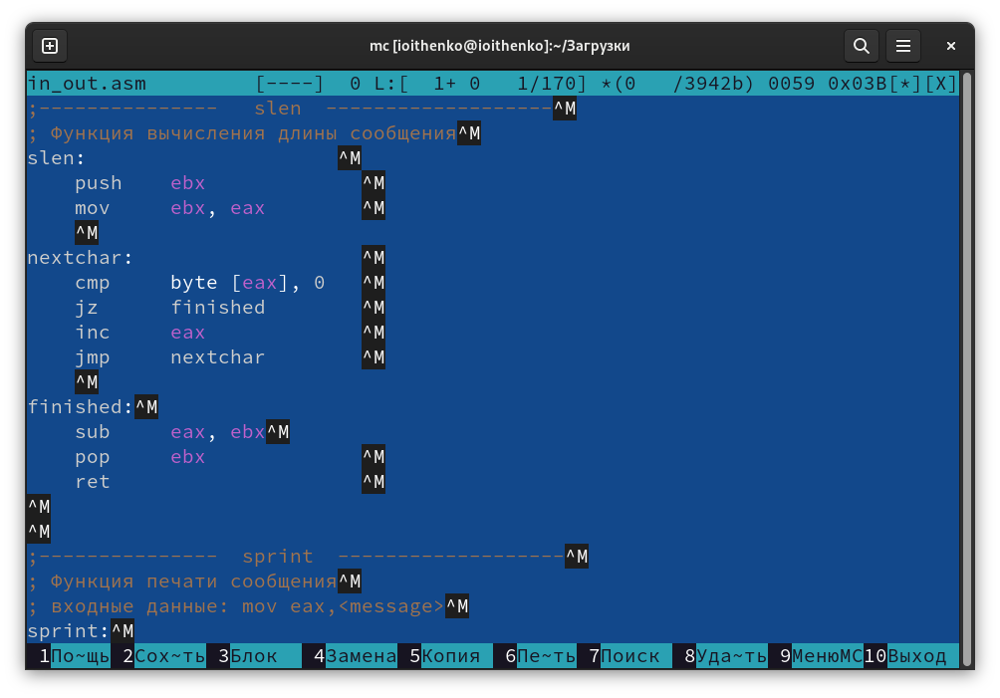 mc [ioithenko@ioithenko]:~/Загрузки
in_out.asm         [----]  0 L:[  1+ 0   1/170] *(0   /3942b) 0059 0x03B[*][X]
;---------------   slen  -------------------^M
; Функция вычисления длины сообщения^M
slen:                     ^M
    push    ebx             ^M
    mov     ebx, eax        ^M
    ^M
nextchar:                   ^M
    cmp     byte [eax], 0   ^M
    jz      finished        ^M
    inc     eax             ^M
    jmp     nextchar        ^M
    ^M
finished:^M
    sub     eax, ebx^M
    pop     ebx             ^M
    ret                     ^M
^M
^M
;---------------  sprint  -------------------^M
; Функция печати сообщения^M
; входные данные: mov eax,<message>^M
sprint:^M
 1По~щь 2Сох~ть 3Блок   4Замена 5Копия  6Пе~ть 7Поиск  8Уда~ть 9МенюMC10Выход